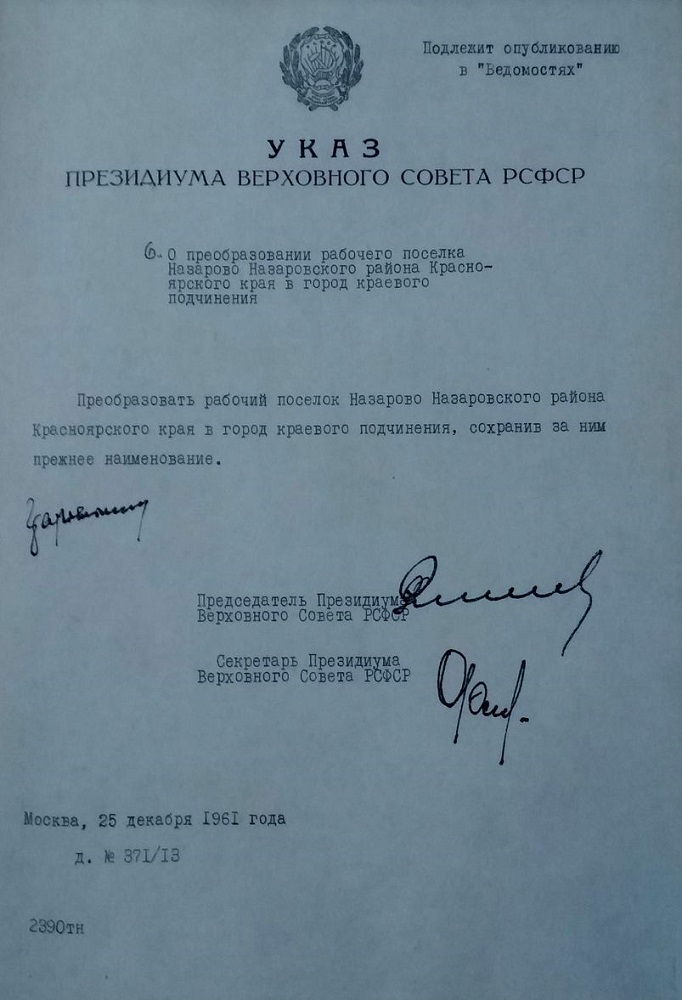 Подлежит опубликованию
в "Ведомостях"
УКАЗ
ПРЕЗИДИУМА ВЕРХОВНОГО СОВЕТА РСФСР
6. О преобразовании рабочего поселка
Назарово Назаровского района Красно-
ярского края в город краевого
подчинения
Преобразовать рабочий поселок Назарово Назаровского района
Красноярского края в город краевого подчинения, сохранив за ним
прежнее наименование.
Председатель Президиума
Верховного Совета РСФСР
Секретарь Президиума
Верховного Совета РСФСР
Москва, 25 декабря 1961 года
д. № 371/13
2390тн